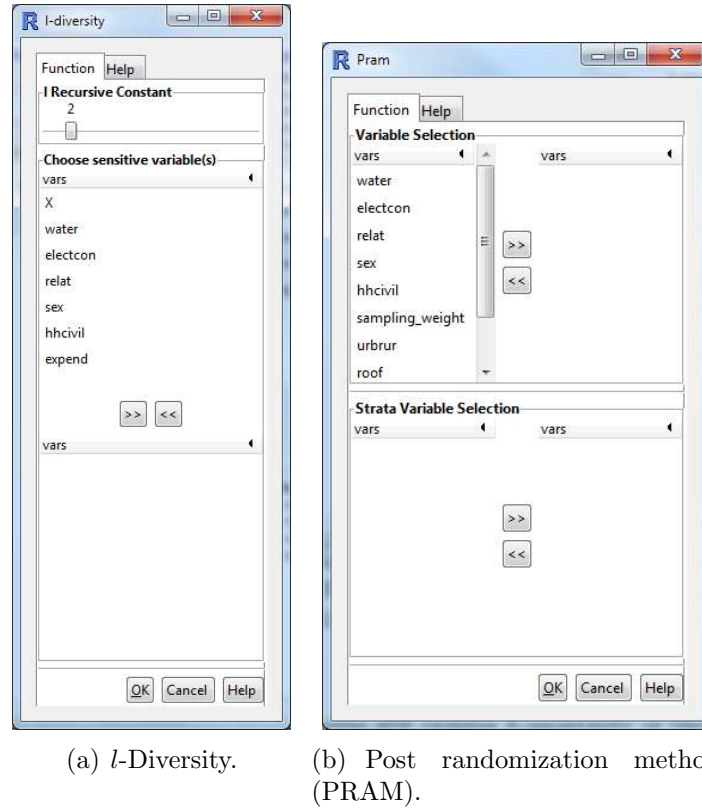 l-diversity
Function Help
l Recursive Constant
2
Choose sensitive variable(s)
vars
X
water
electcon
relat
sex
hhcivil
expend
>> <<
vars
OK Cancel Help
(a) l-Diversity.
Pram
Function Help
Variable Selection
vars vars
water
electcon
relat
sex
hhcivil
sampling_weight
urbrur
roof
>>
<<
Strata Variable Selection
vars vars
>>
<<
OK Cancel Help
(b) Post randomization metho
(PRAM).